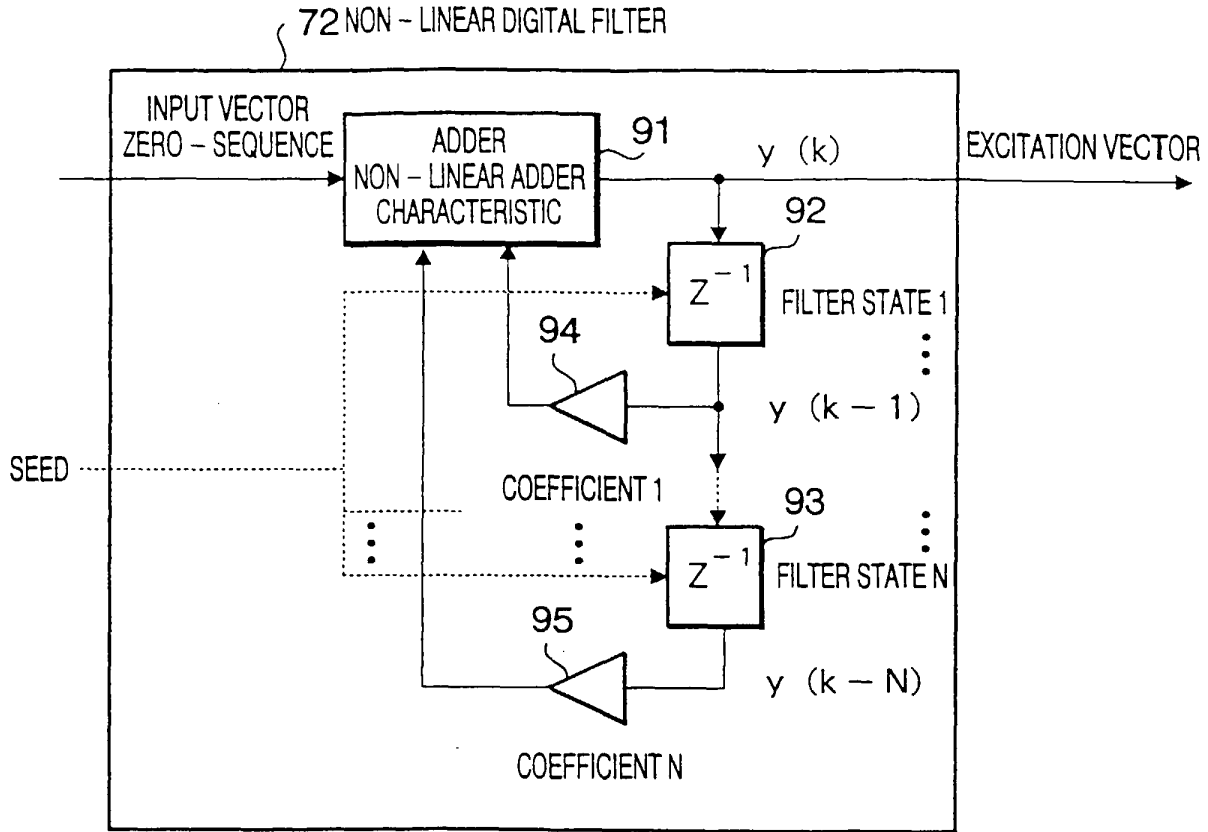 72 NON – LINEAR DIGITAL FILTER
INPUT VECTOR
ZERO – SEQUENCE
ADDER
NON – LINEAR ADDER
CHARACTERISTIC
91
y (k)
EXCITATION VECTOR
92
Z⁻¹
FILTER STATE 1
94
y (k – 1)
SEED
COEFFICIENT 1
93
Z⁻¹
FILTER STATE N
95
y (k – N)
COEFFICIENT N